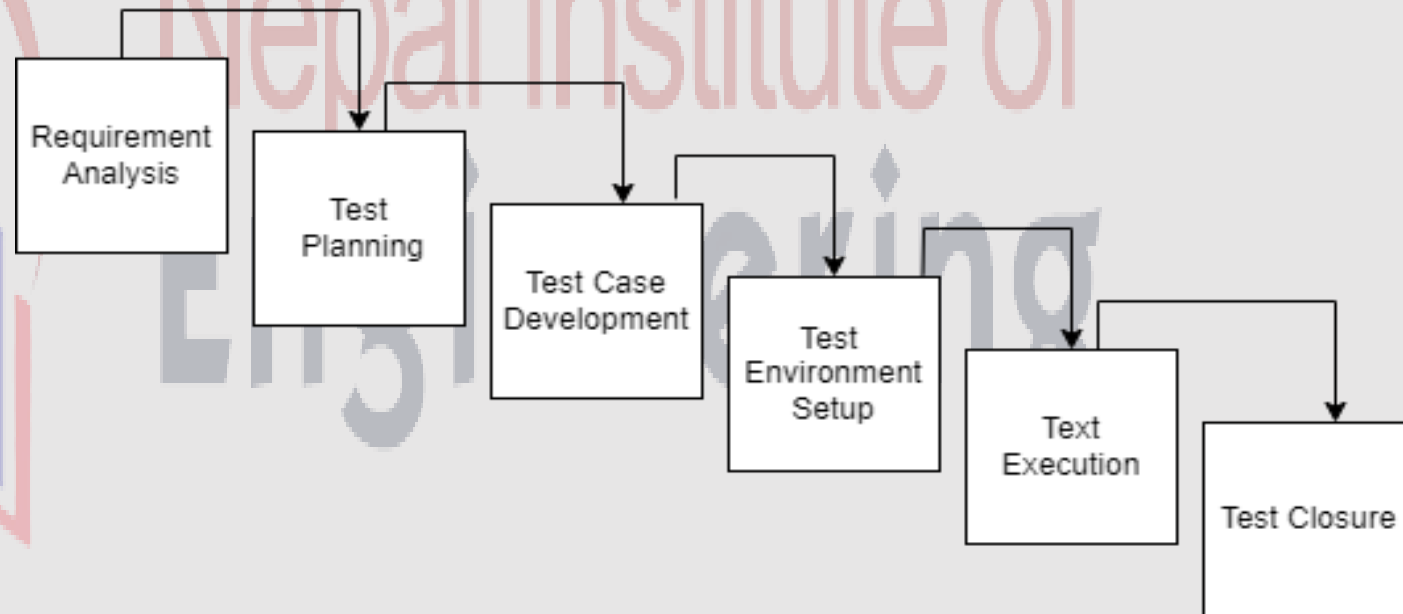 Nepal Institute of
Engineering
Requirement
Analysis
Test
Planning
Test Case
Development
Test
Environment
Setup
Text
Execution
Test Closure